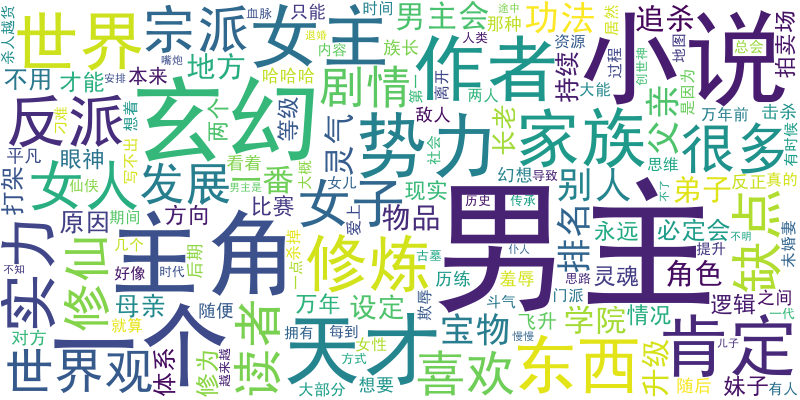 杀人越货
世界
血脉
宗派
只能
女主
时间
男主会
途中
那种
功法
居然
追杀
小说
拍卖场
退婚
嘴炮
内容
族长
人类
资源
总会
地图
不用
才能
安排
本来
地方
哈哈哈
剧情
离开
第一
作者
两人
持续
过程
创世神
是因为
大能
反派
刁难
想着
玄幻
两个
等级
灵气
势力
敌人
长老
社会
家族
父亲
万年前
击杀
很多
有时候
平凡
眼神
写不出
看着
大概
打架
女人
仙侠
发展
男主是
一番
女儿
女子
现实
幻想
导致
别人
思维
弟子
反正
真的
不了
实力
原因
方向
比赛
爱上
物品
历史
传承
排名
永远
必定会
缺点
未婚妻
期间
主角
修炼
男主
修仙
几个
后期
一点
杀掉
古墓
仆人
思路
提升
不明
不知
好像
时代
历练
羞辱
灵魂
角色
母亲
随便
万年
设定
欺辱
斗气
门派
逻辑
之间
一代
对方
就算
一个
读者
拥有
每到
天才
宝物
飞升
学院
情况
肯定
世界观
体系
修为
越来越
女性
方式
慢慢
喜欢
东西
升级
儿子
大部分
想要
随后
妹子
有人